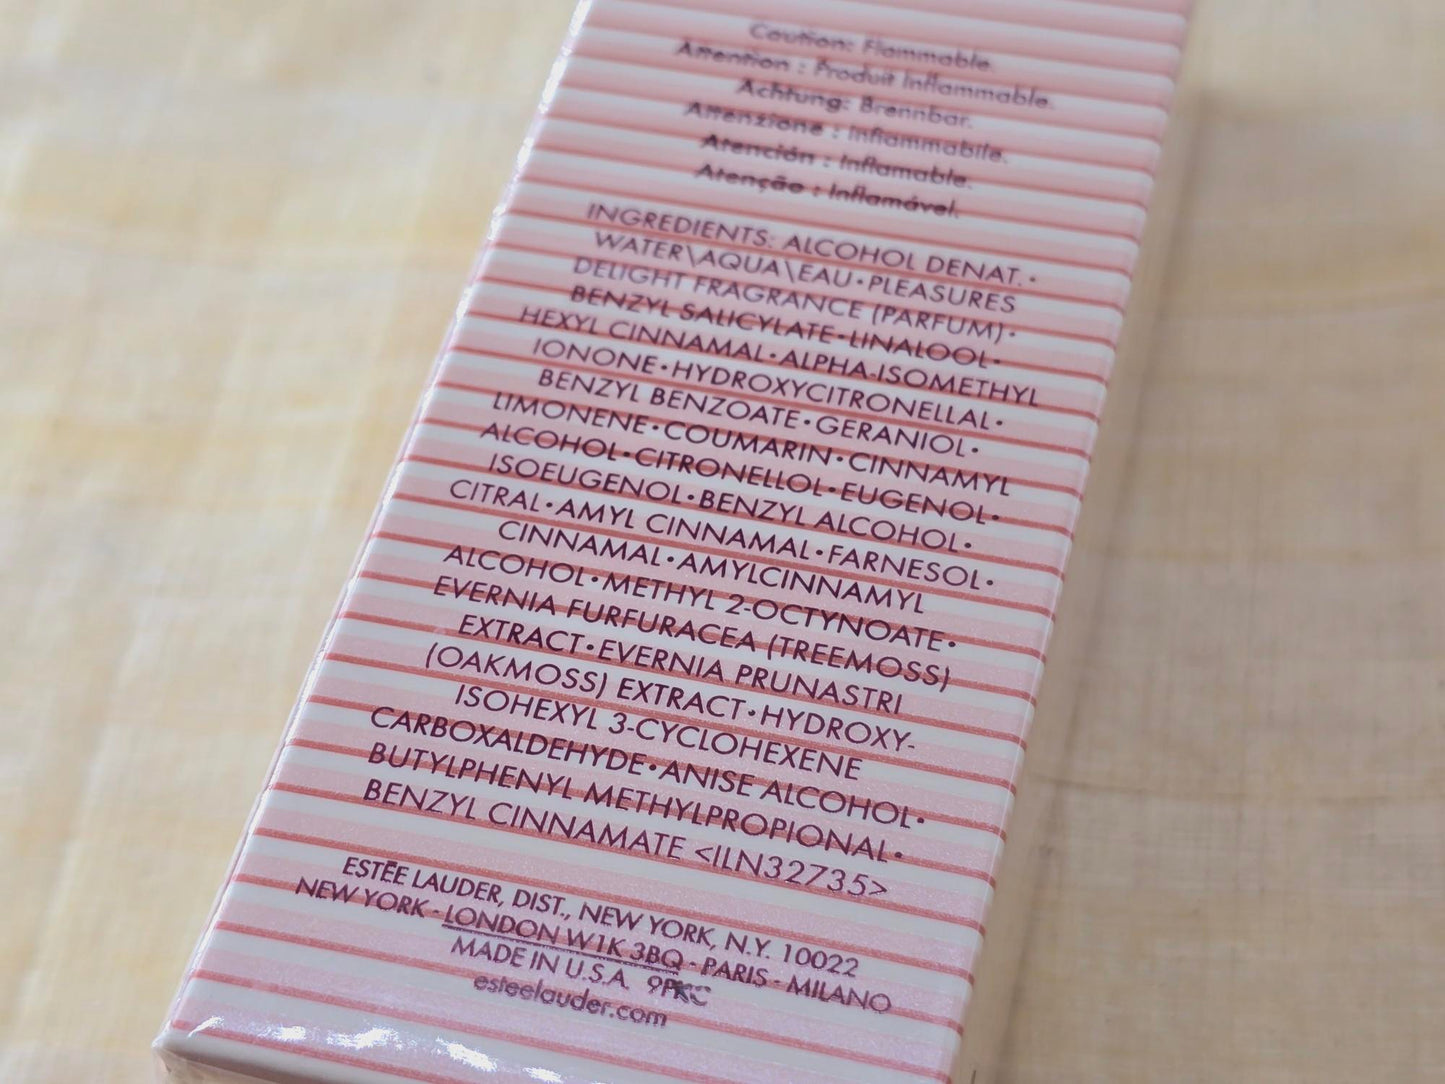 Caution: Flammable.
Attention : Produit Inflammable.
Achtung: Brennbar.
Attenzione : Inflammabile.
Atención : Inflamable.
Atenção : Inflamável.
INGREDIENTS: ALCOHOL DENAT. •
WATER\AQUA\EAU • PLEASURES
DELIGHT FRAGRANCE (PARFUM) •
BENZYL SALICYLATE • LINALOOL •
HEXYL CINNAMAL • ALPHA-ISOMETHYL
IONONE • HYDROXYCITRONELLAL •
BENZYL BENZOATE • GERANIOL •
LIMONENE • COUMARIN • CINNAMYL
ALCOHOL • CITRONELLOL • EUGENOL •
ISOEUGENOL • BENZYL ALCOHOL •
CITRAL • AMYL CINNAMAL • FARNESOL •
CINNAMAL • AMYLCINNAMYL
ALCOHOL • METHYL 2-OCTYNOATE •
EVERNIA FURFURACEA (TREEMOSS)
EXTRACT • EVERNIA PRUNASTRI
(OAKMOSS) EXTRACT • HYDROXY-
ISOHEXYL 3-CYCLOHEXENE
CARBOXALDEHYDE • ANISE ALCOHOL •
BUTYLPHENYL METHYLPROPIONAL •
BENZYL CINNAMATE <ILN32735>
ESTĒE LAUDER, DIST., NEW YORK, N.Y. 10022
NEW YORK - LONDON W1K 3BQ - PARIS - MILANO
MADE IN U.S.A.
esteelauder.com